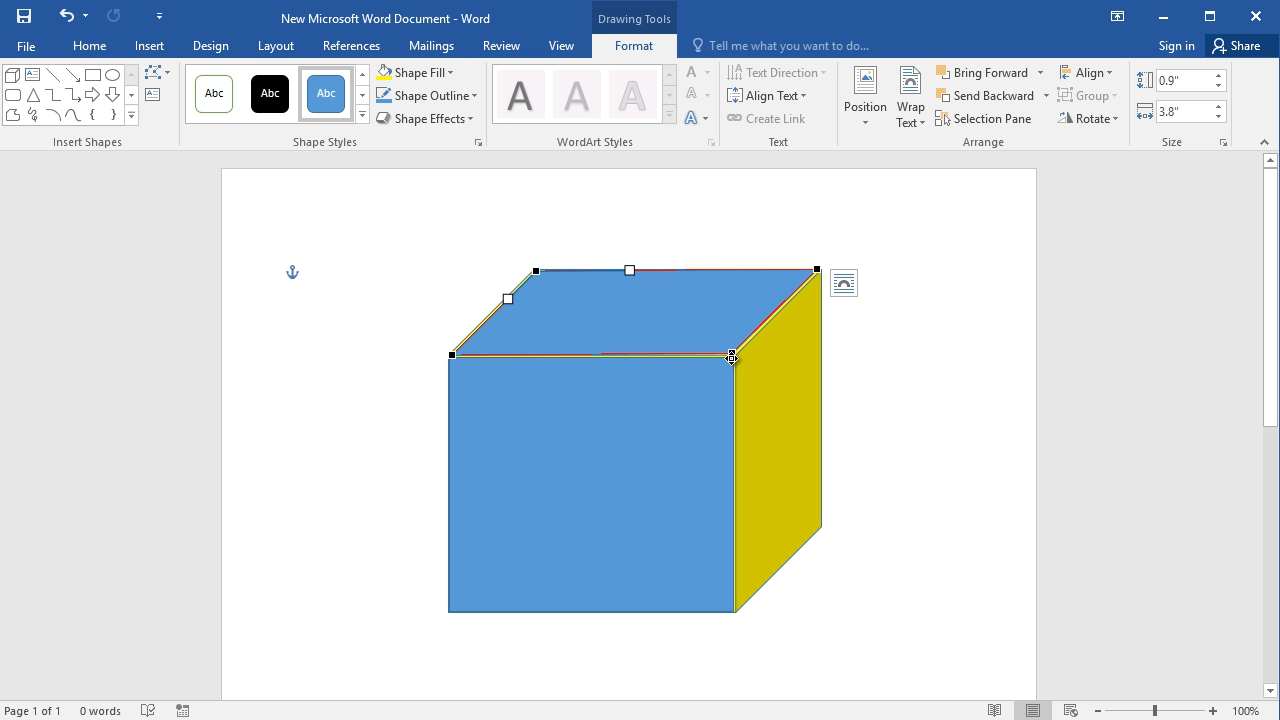 New Microsoft Word Document - Word
Drawing Tools
File
Home
Insert
Design
Layout
References
Mailings
Review
View
Format
Tell me what you want to do...
Sign in
Share
Abc
Abc
Abc
Shape Fill
Shape Outline
Shape Effects
A
A
A
A
A
A
Text Direction
Align Text
Create Link
Position
Wrap
Text
Bring Forward
Send Backward
Selection Pane
Align
Group
Rotate
0.9"
3.8"
Insert Shapes
Shape Styles
WordArt Styles
Text
Arrange
Size
Page 1 of 1
0 words
100%